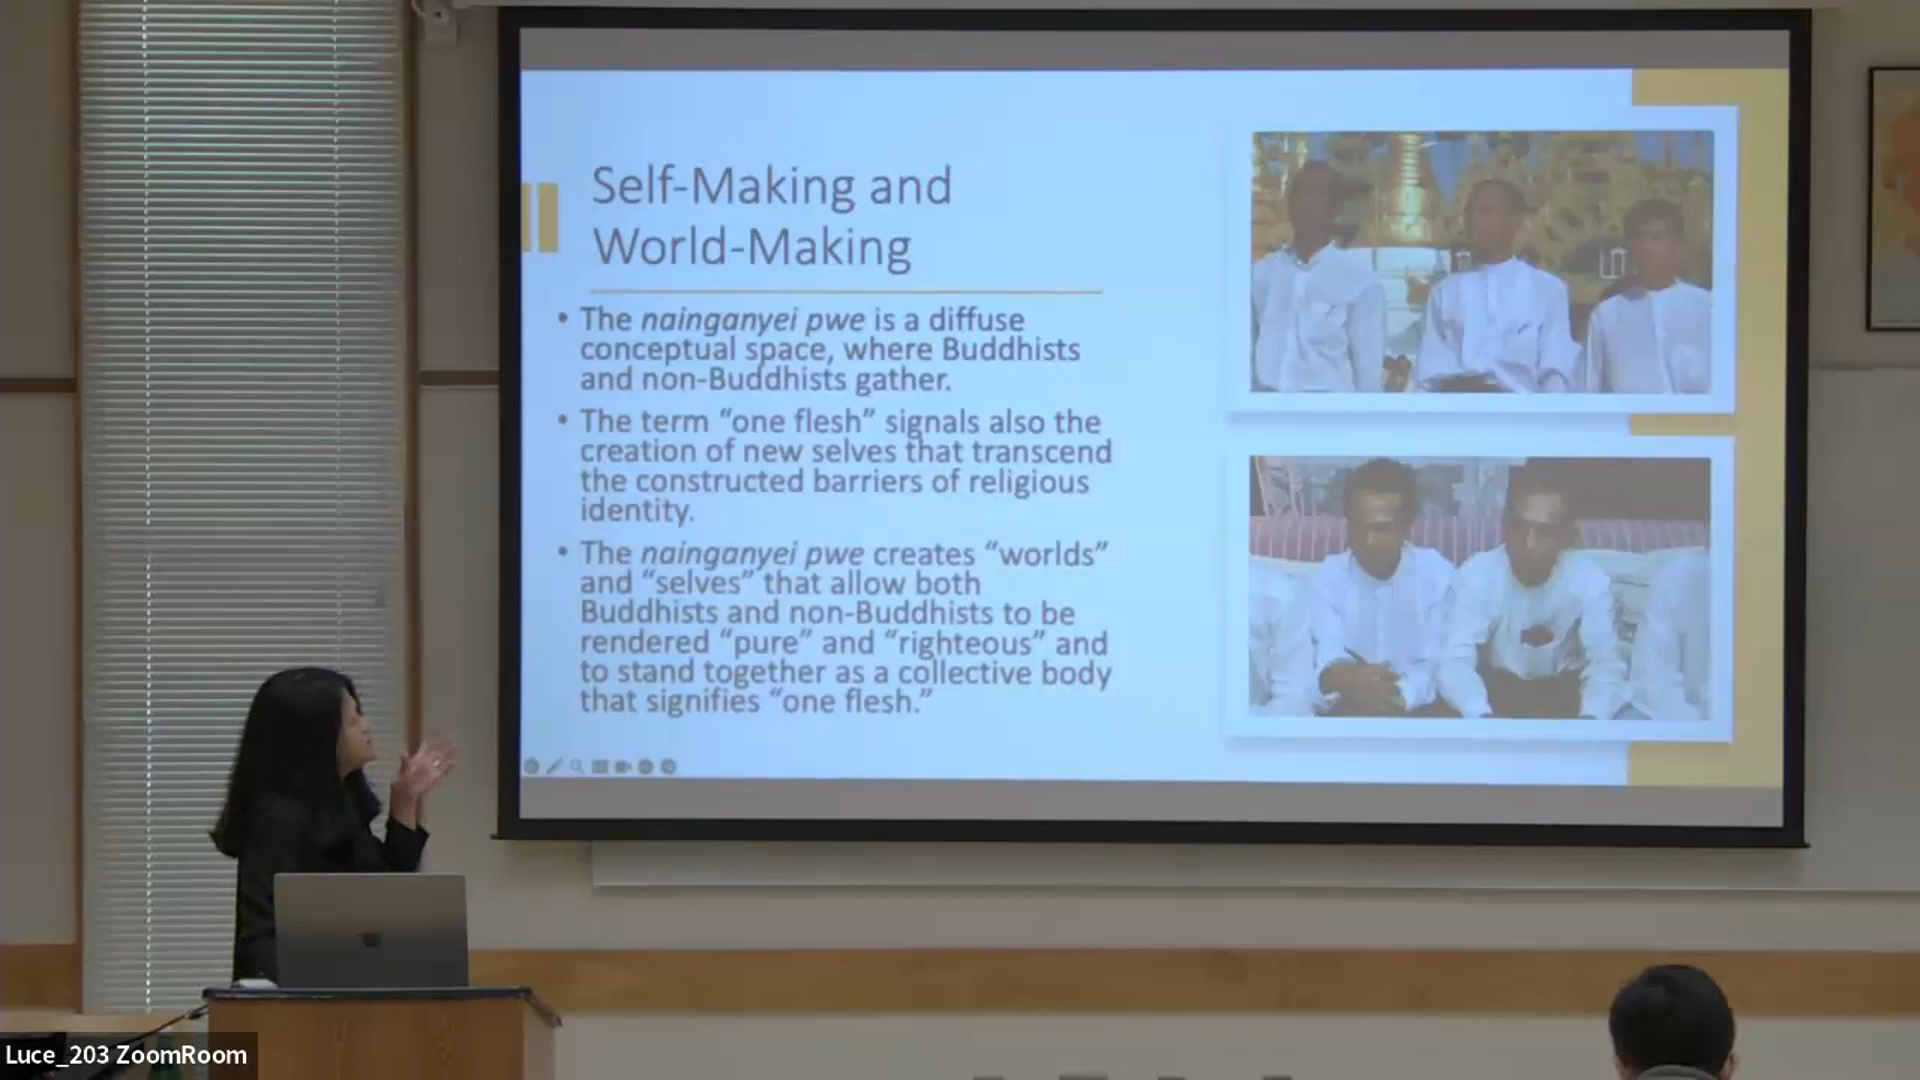 Self-Making and
World-Making
• The nainganyei pwe is a diffuse
conceptual space, where Buddhists
and non-Buddhists gather.
• The term “one flesh” signals also the
creation of new selves that transcend
the constructed barriers of religious
identity.
• The nainganyei pwe creates “worlds”
and “selves” that allow both
Buddhists and non-Buddhists to be
rendered “pure” and “righteous” and
to stand together as a collective body
that signifies “one flesh.”
Luce_203 ZoomRoom